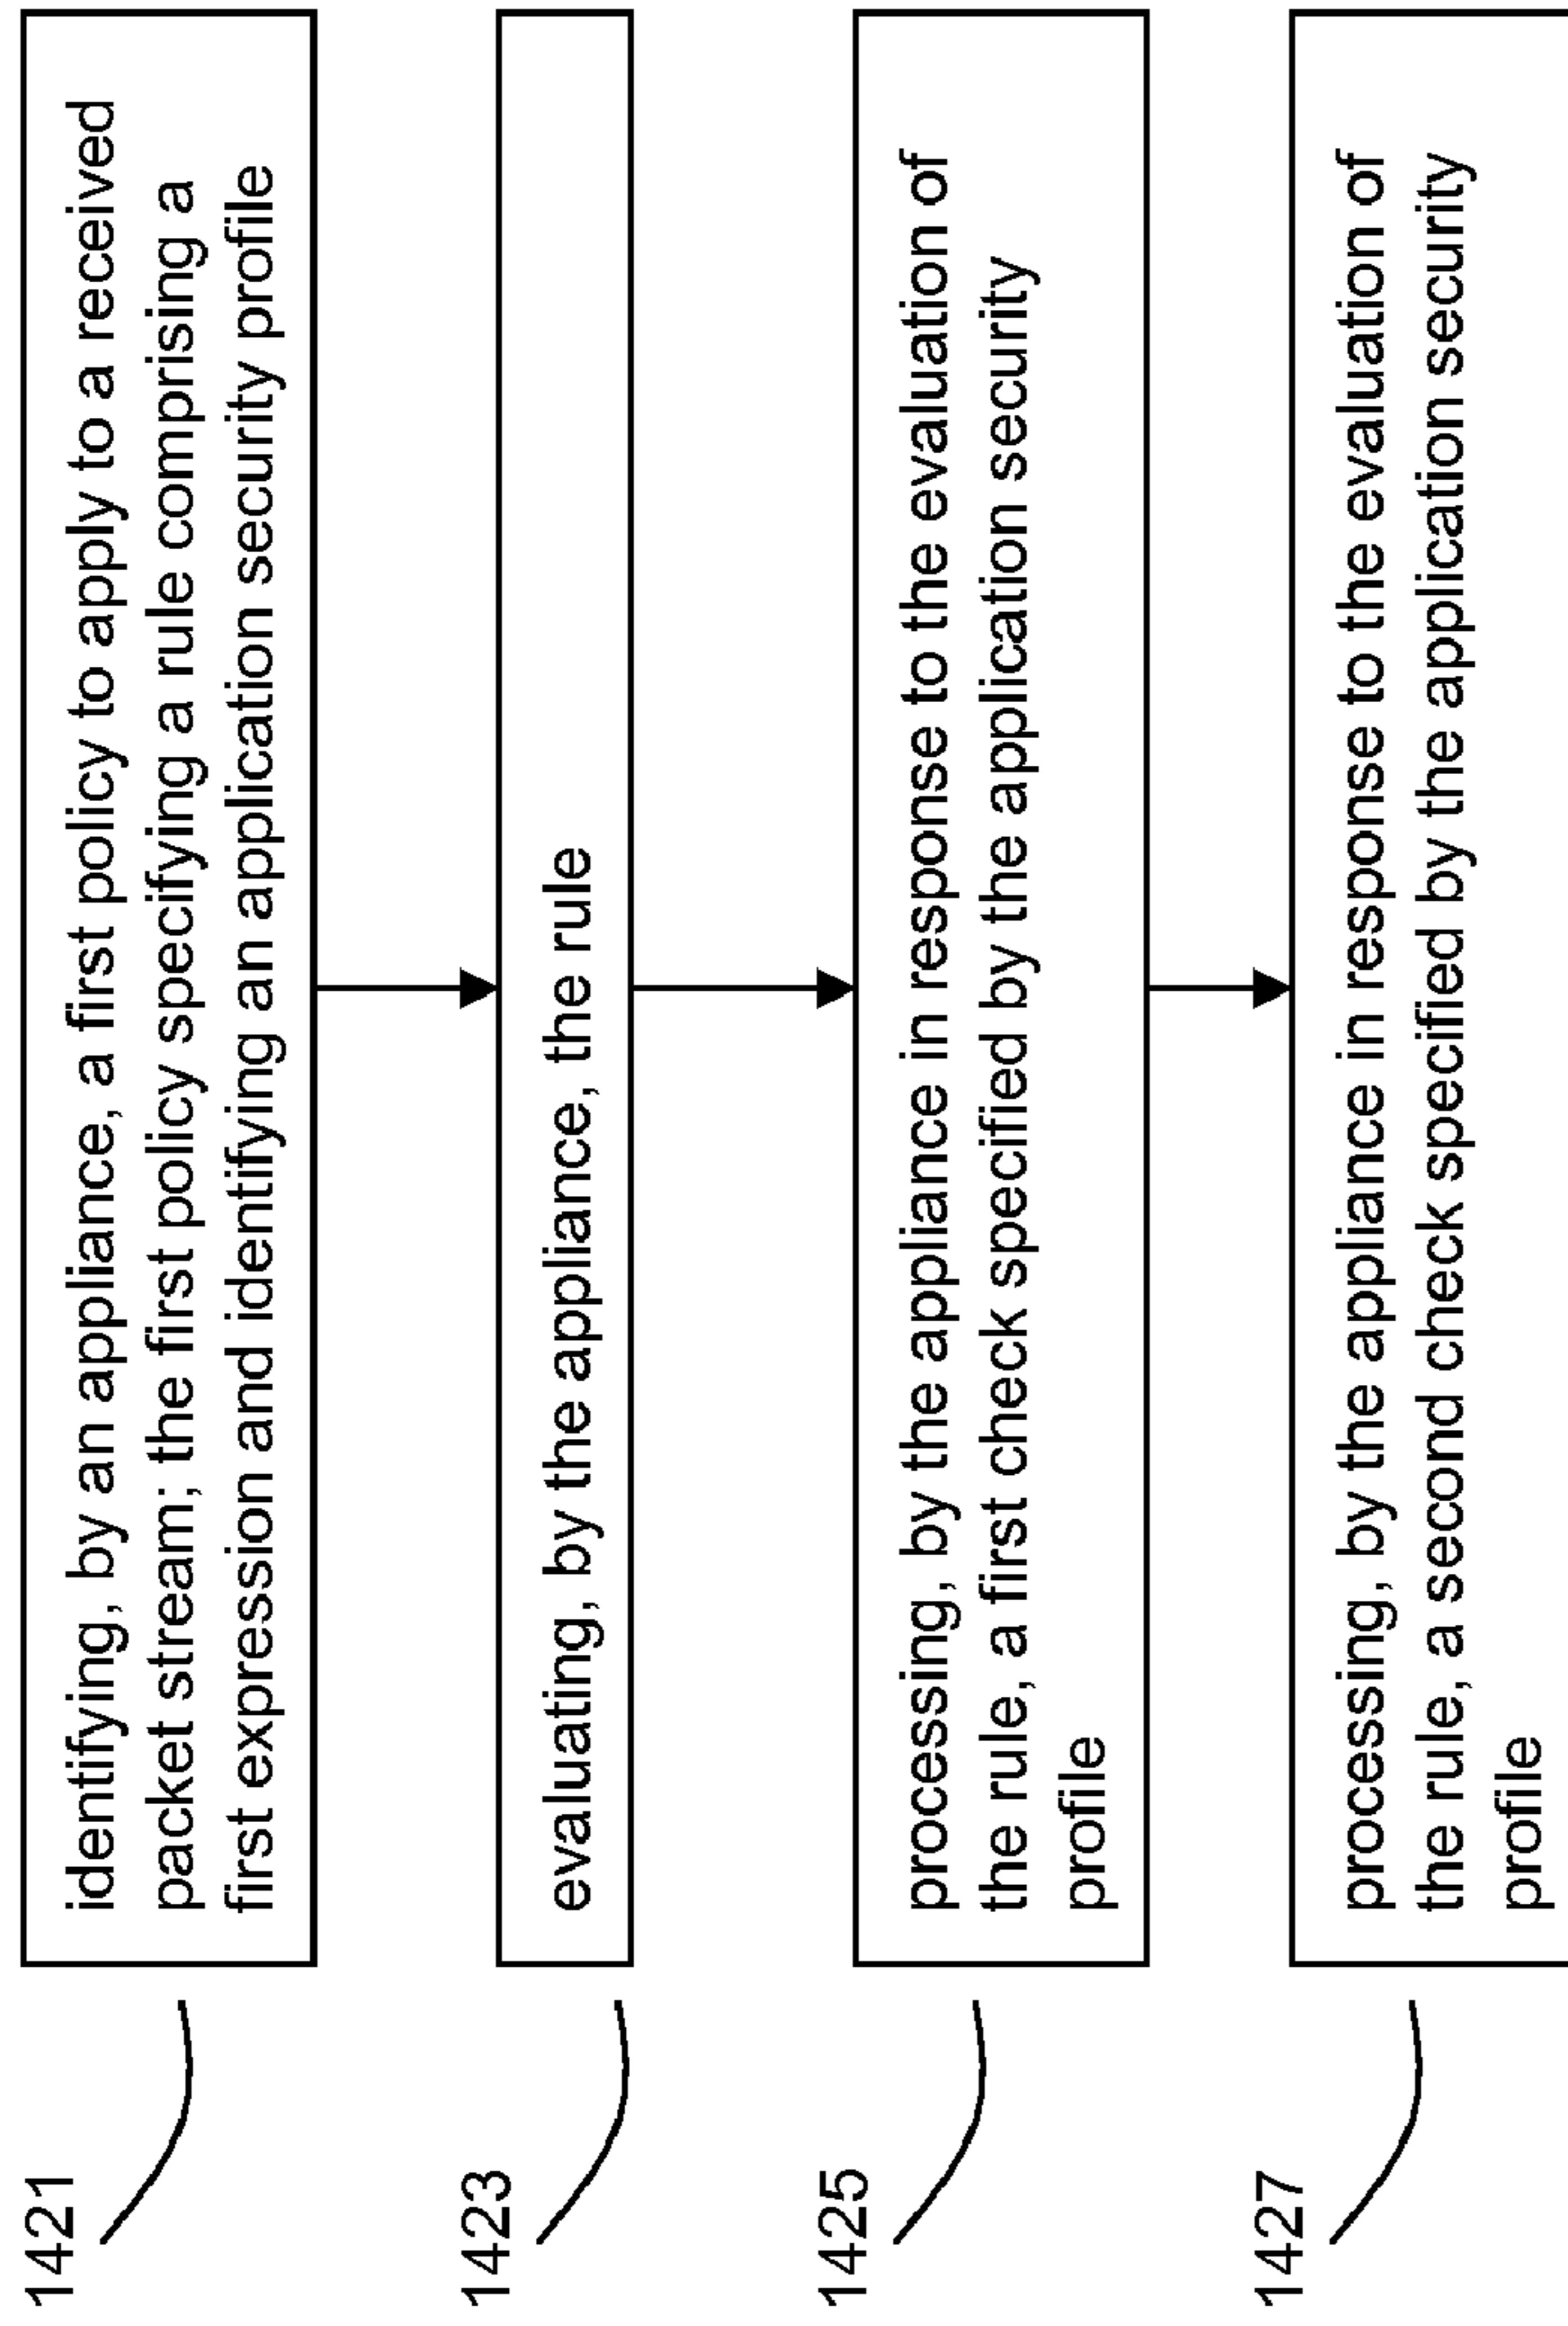 1421
identifying, by an appliance, a first policy to apply to a received
packet stream; the first policy specifying a rule comprising a
first expression and identifying an application security profile
1423
evaluating, by the appliance, the rule
1425
processing, by the appliance in response to the evaluation of
the rule, a first check specified by the application security
profile
1427
processing, by the appliance in response to the evaluation of
the rule, a second check specified by the application security
profile